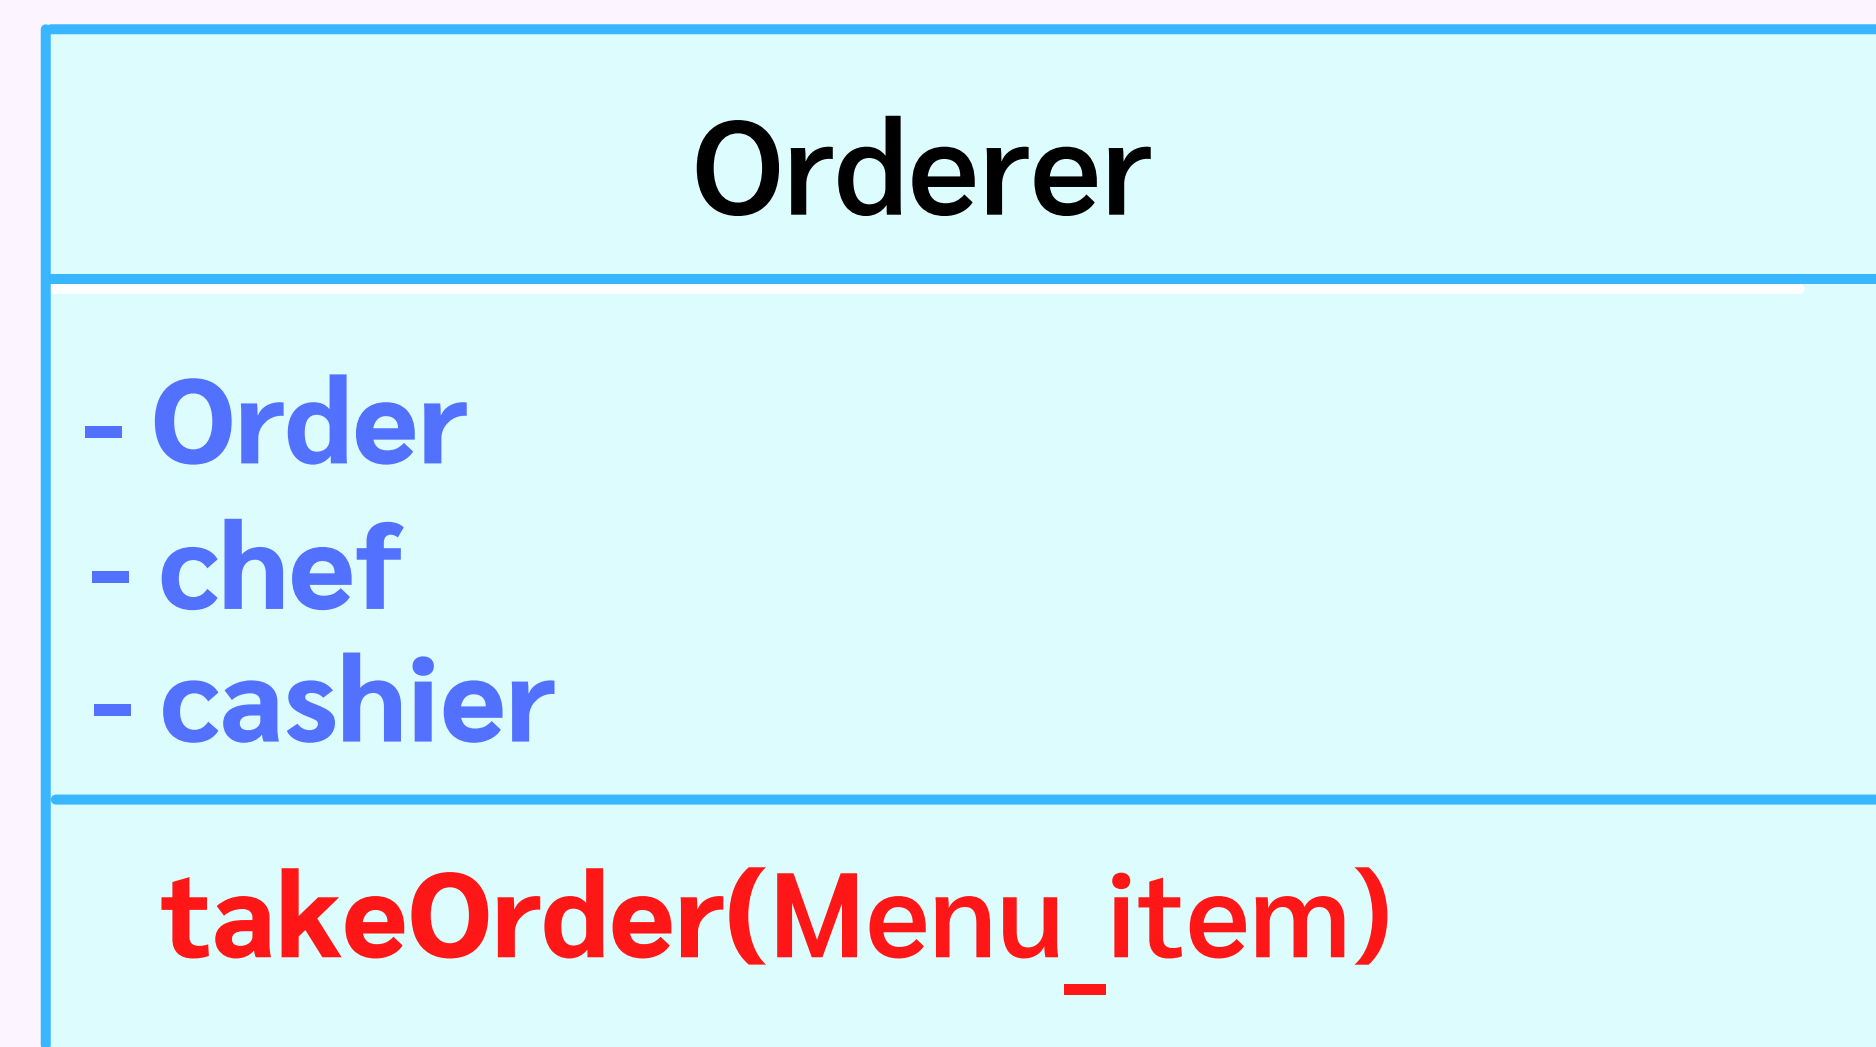 Orderer
- Order
- chef
- cashier
takeOrder(Menu_item)